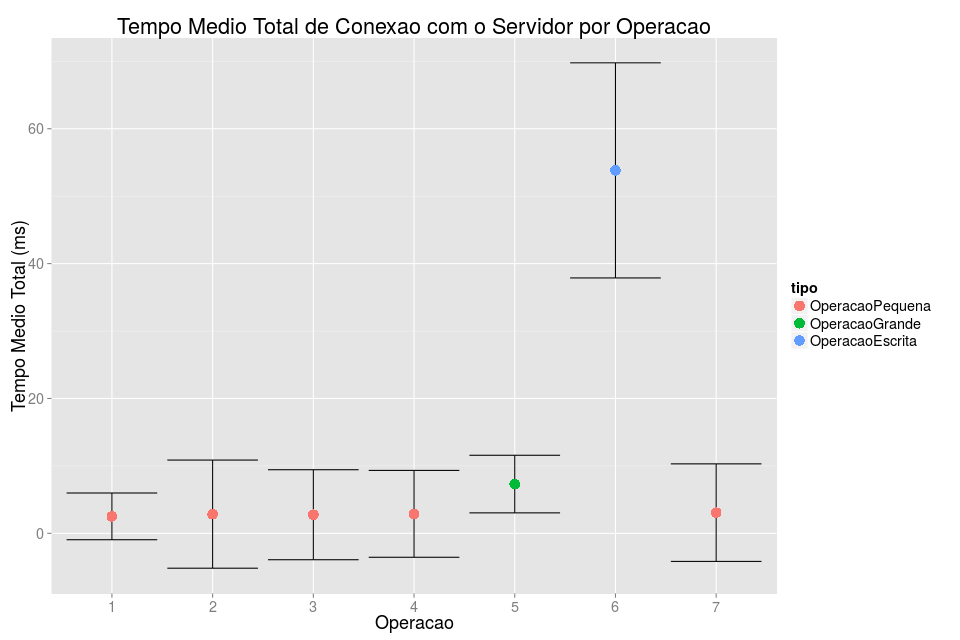 Tempo Medio Total de Conexao com o Servidor por Operacao
Tempo Medio Total (ms)
60
40
20
0
1 2 3 4 5 6 7
Operacao
tipo
OperacaoPequena
OperacaoGrande
OperacaoEscrita